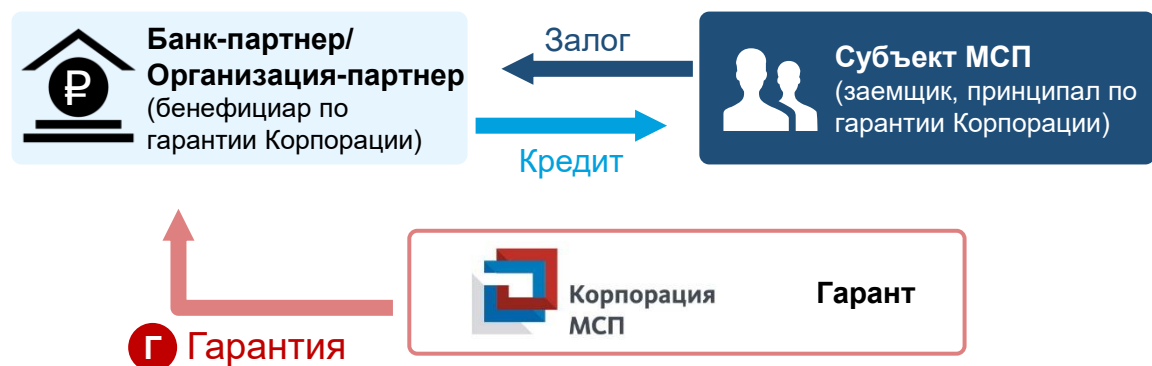 Банк-партнер/
Организация-партнер
(бенефициар по
гарантии Корпорации)
Залог
Кредит
Субъект МСП
(заемщик, принципал по
гарантии Корпорации)
Корпорация
МСП
Гарант
Г Гарантия